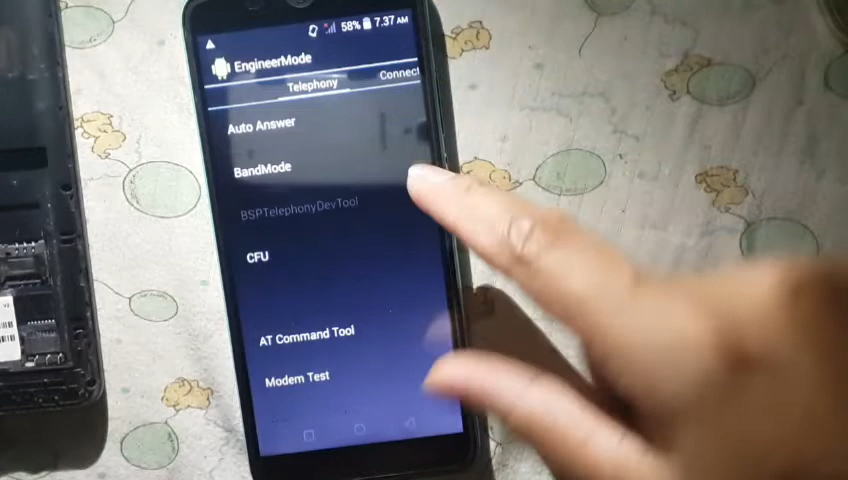 58% 7.37 AM
EngineerMode
Telephony Connect
Auto Answer
BandMode
BSPTelephonyDevTool
CFU
AT Command Tool
Modem Test